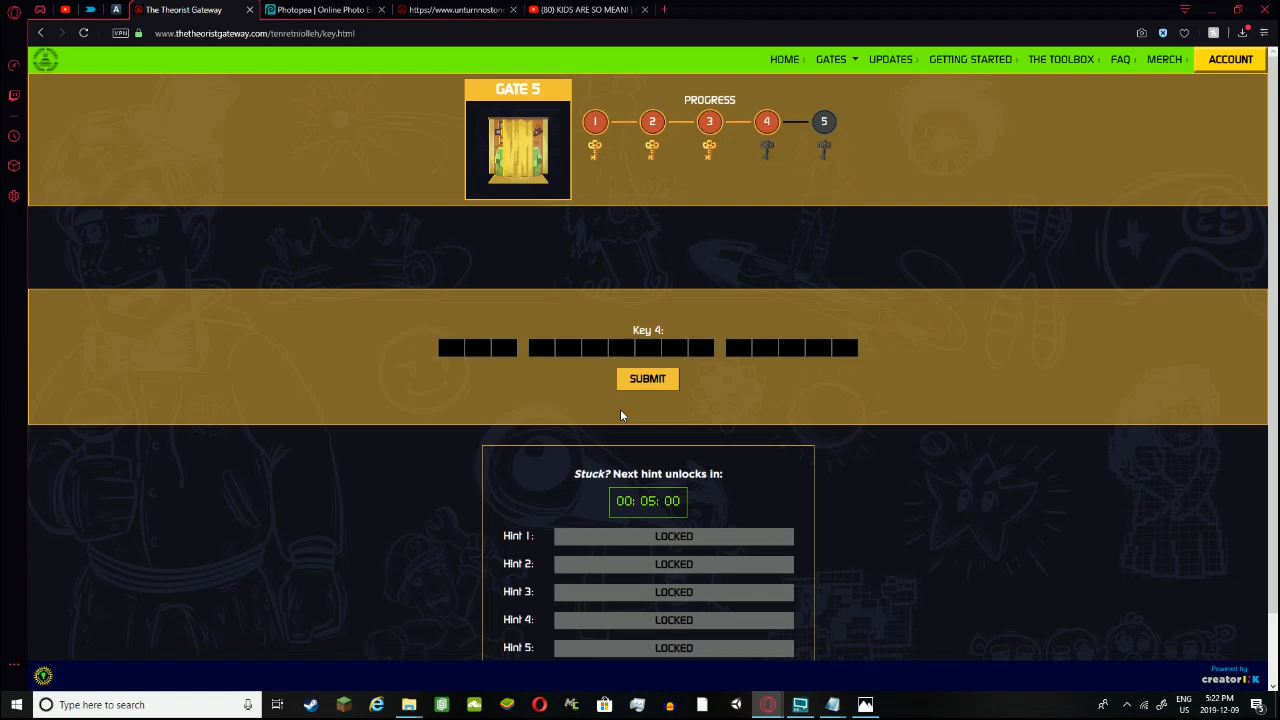 The Theorist Gateway
Photopea | Online Photo E
https://www.unturnnoston
(80) KIDS ARE SO MEAN! |
VPN
www.thetheoristgateway.com/tenretniolleh/key.html
HOME › GATES UPDATES › GETTING STARTED › THE TOOLBOX › FAQ › MERCH › ACCOUNT
GATE 5
PROGRESS
1 2 3 4 5
Key 4:
SUBMIT
Stuck? Next hint unlocks in:
00: 05: 00
Hint 1: LOCKED
Hint 2: LOCKED
Hint 3: LOCKED
Hint 4: LOCKED
Hint 5: LOCKED
Powered by:
creatorINK
Type here to search
ENG 5:22 PM
US 2019-12-09